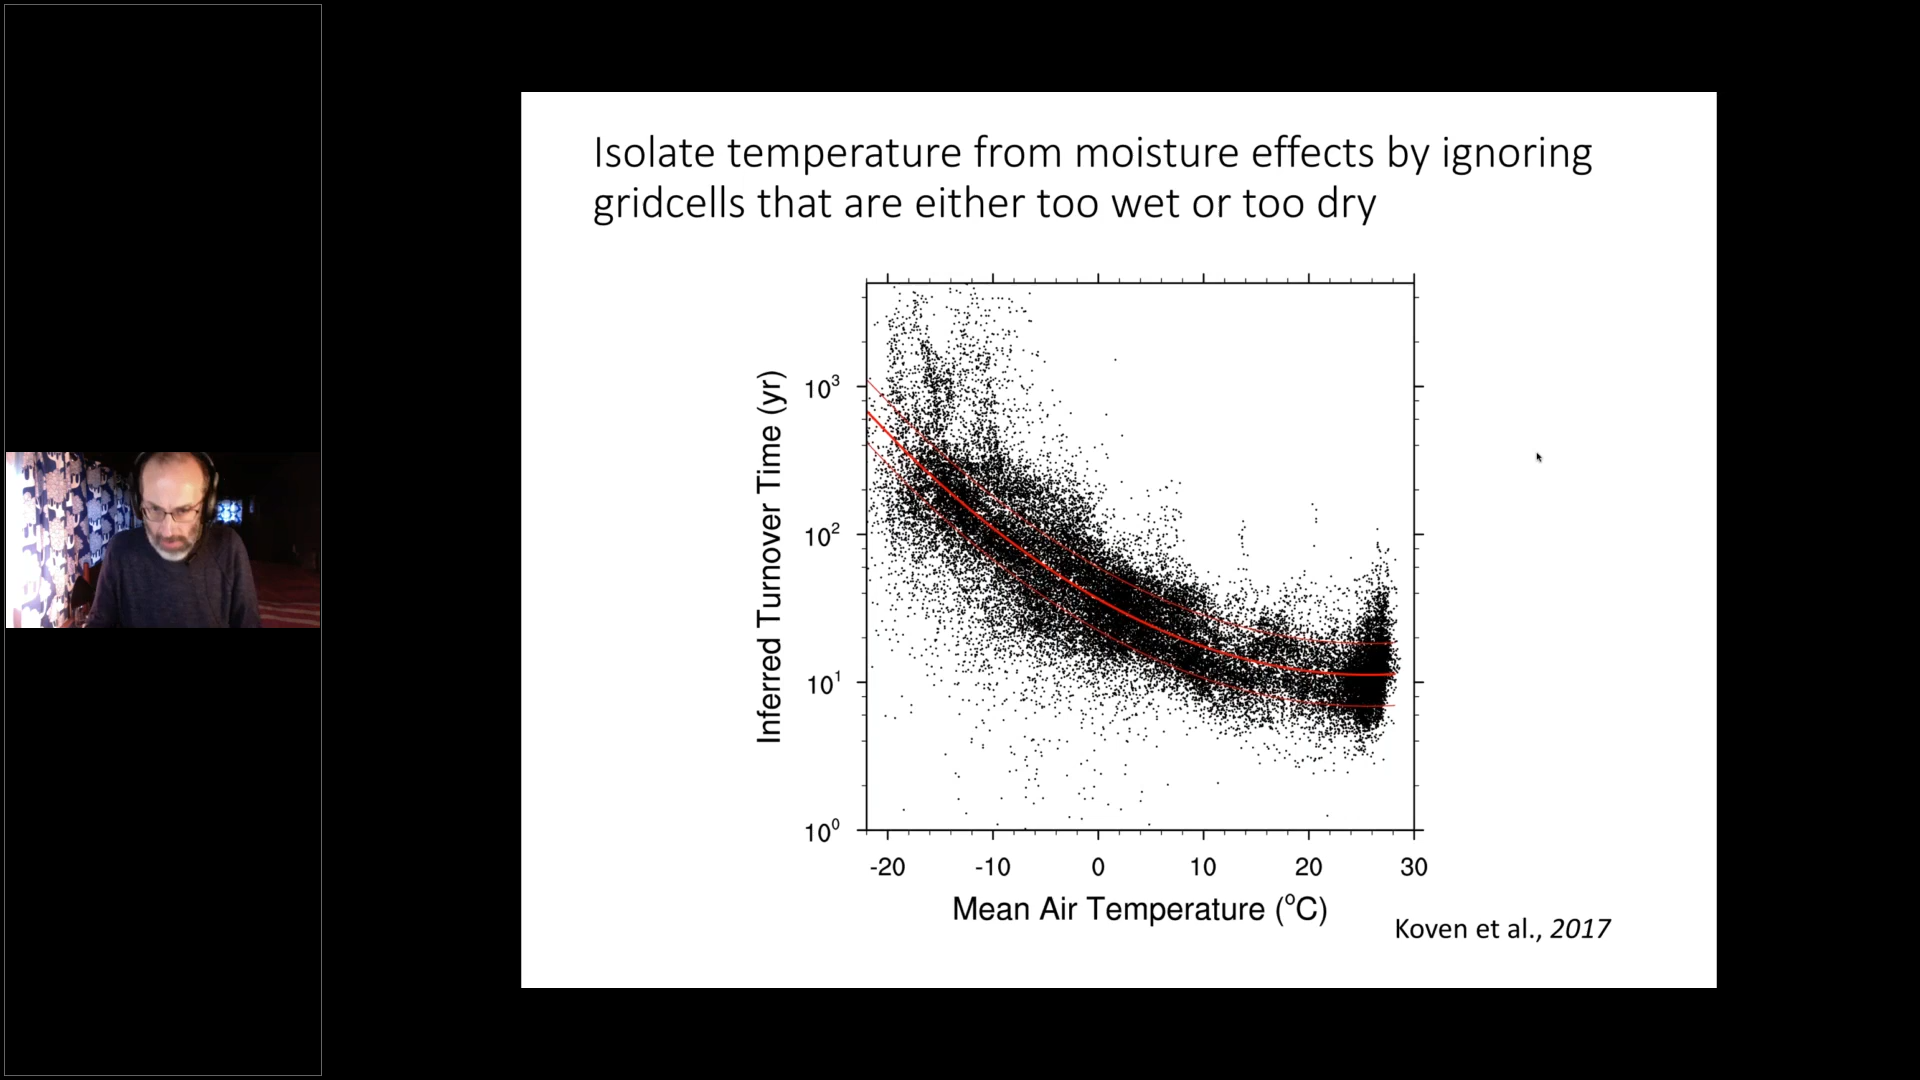 Isolate temperature from moisture effects by ignoring
gridcells that are either too wet or too dry
Inferred Turnover Time (yr)
10³
10²
10¹
10⁰
-20 -10 0 10 20 30
Mean Air Temperature (°C)
Koven et al., 2017